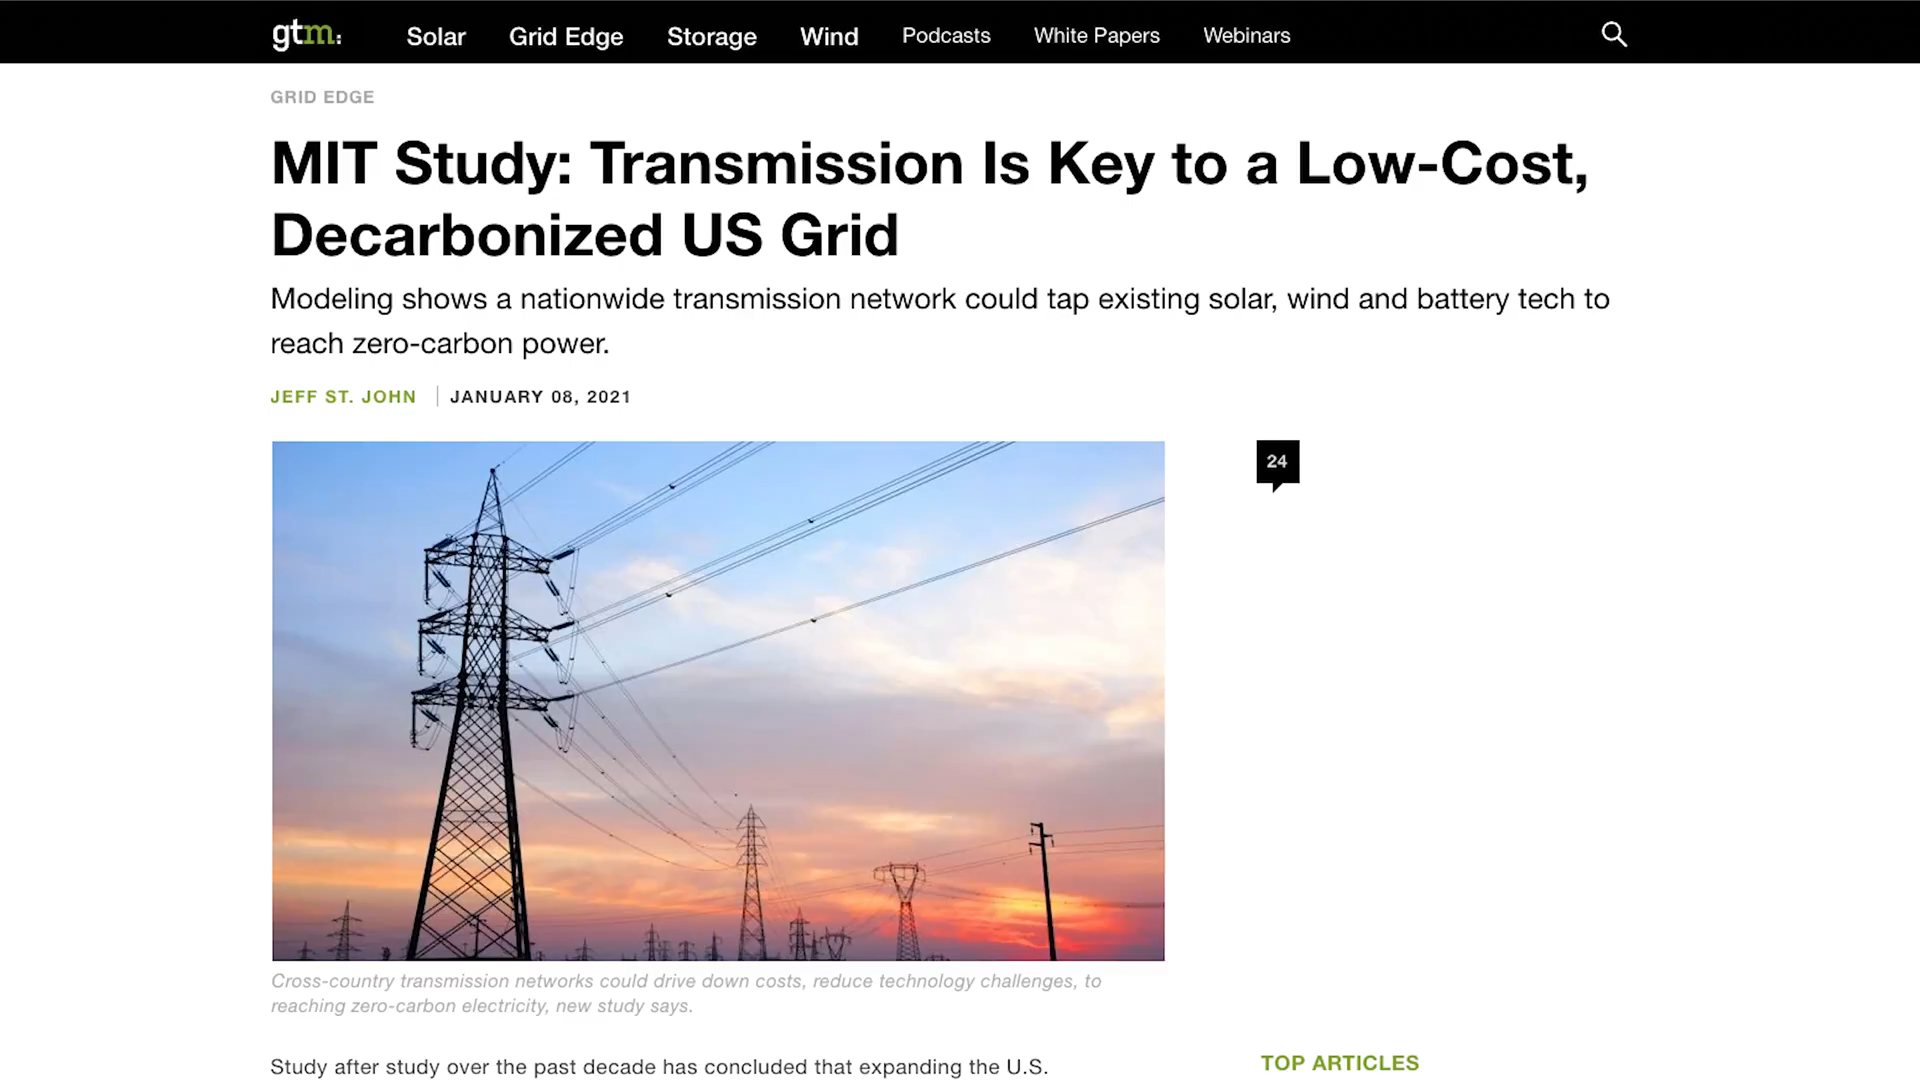 gtm:
Solar
Grid Edge
Storage
Wind
Podcasts
White Papers
Webinars
GRID EDGE
MIT Study: Transmission Is Key to a Low-Cost,
Decarbonized US Grid
Modeling shows a nationwide transmission network could tap existing solar, wind and battery tech to
reach zero-carbon power.
JEFF ST. JOHN | JANUARY 08, 2021
24
Cross-country transmission networks could drive down costs, reduce technology challenges, to
reaching zero-carbon electricity, new study says.
Study after study over the past decade has concluded that expanding the U.S.
TOP ARTICLES